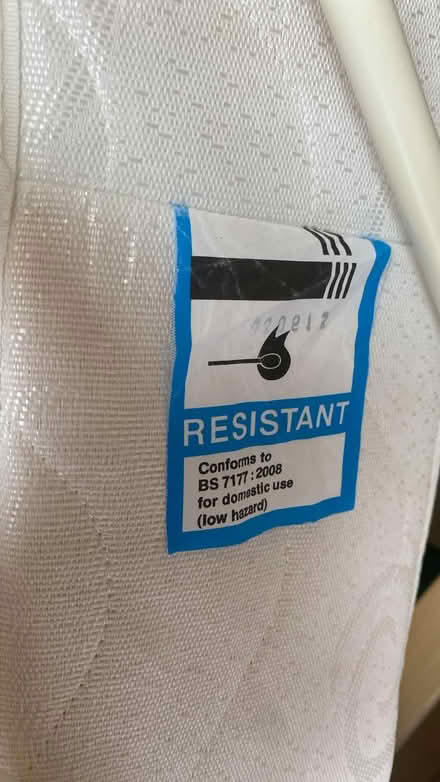 RESISTANT
Conforms to
BS 7177 : 2008
for domestic use
(low hazard)